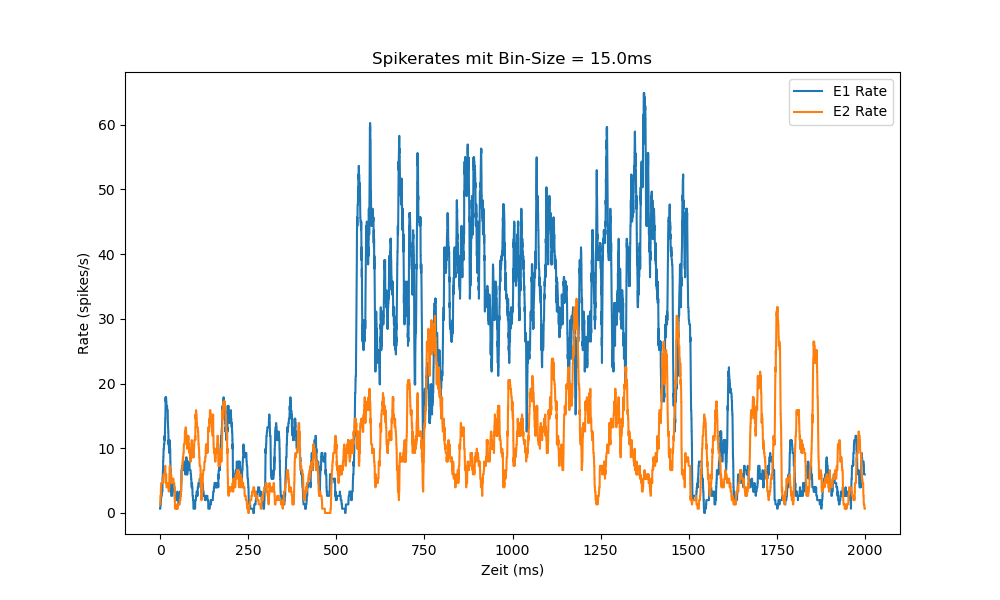 Spikerates mit Bin-Size = 15.0ms
E1 Rate
E2 Rate
60
50
40
30
20
10
0
Rate (spikes/s)
0 250 500 750 1000 1250 1500 1750 2000
Zeit (ms)